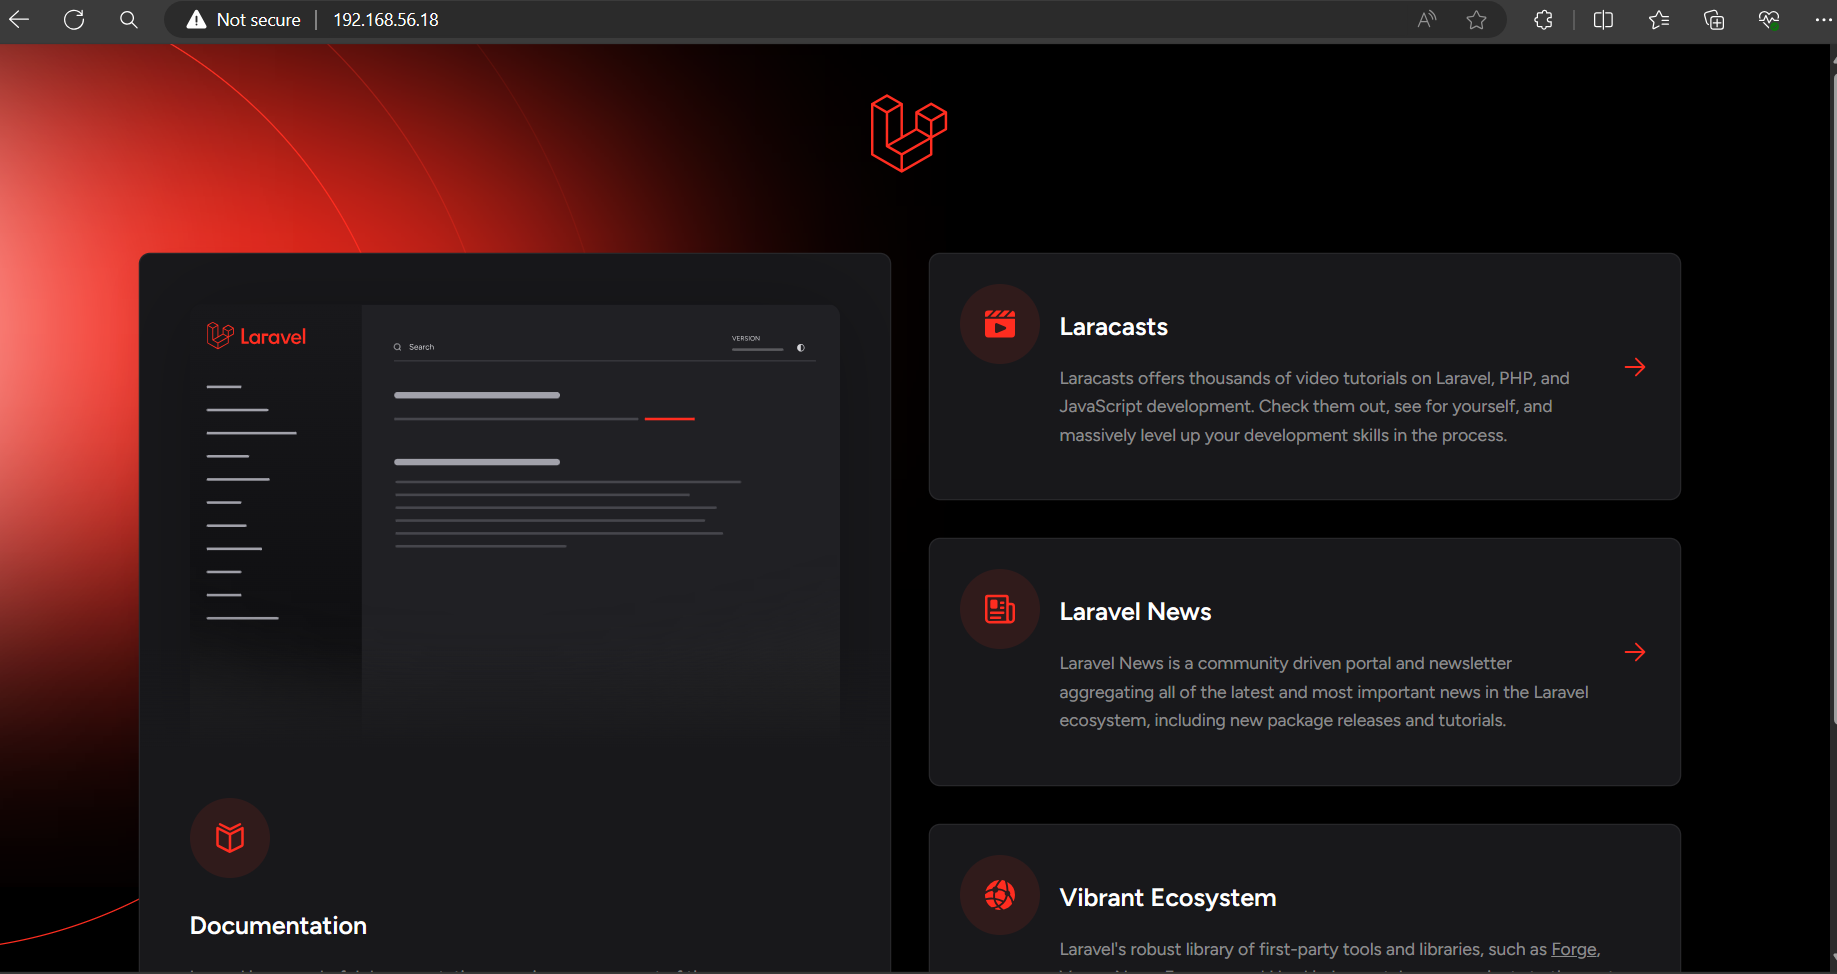 Not secure
192.168.56.18
Laravel
Search
VERSION
Documentation
Laracasts
Laracasts offers thousands of video tutorials on Laravel, PHP, and
JavaScript development. Check them out, see for yourself, and
massively level up your development skills in the process.
Laravel News
Laravel News is a community driven portal and newsletter
aggregating all of the latest and most important news in the Laravel
ecosystem, including new package releases and tutorials.
Vibrant Ecosystem
Laravel's robust library of first-party tools and libraries, such as Forge,